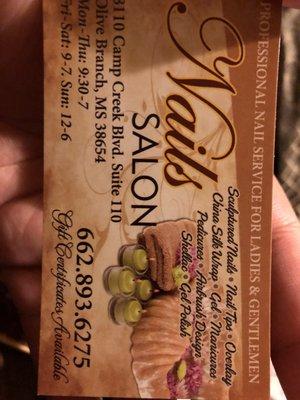 PROFESSIONAL NAIL SERVICE FOR LADIES & GENTLEMEN
Nails
SALON
Sculptured Nails • Nail Tips • Overlay
China Silk Wrap • Gel • Manicures
Pedicures • Airbrush Design
Shellac • Gel Polish
8110 Camp Creek Blvd. Suite 110
Olive Branch, MS 38654
Mon-Thu: 9:30-7
Fri-Sat: 9-7, Sun: 12-6
662.893.6275
Gift Certificates Available